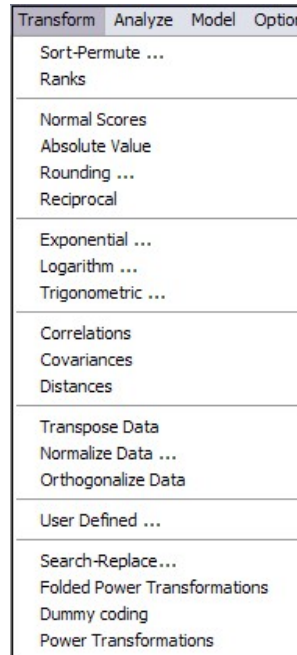 Transform Analyze Model Option
Sort-Permute ...
Ranks
Normal Scores
Absolute Value
Rounding ...
Reciprocal
Exponential ...
Logarithm ...
Trigonometric ...
Correlations
Covariances
Distances
Transpose Data
Normalize Data ...
Orthogonalize Data
User Defined ...
Search-Replace...
Folded Power Transformations
Dummy coding
Power Transformations